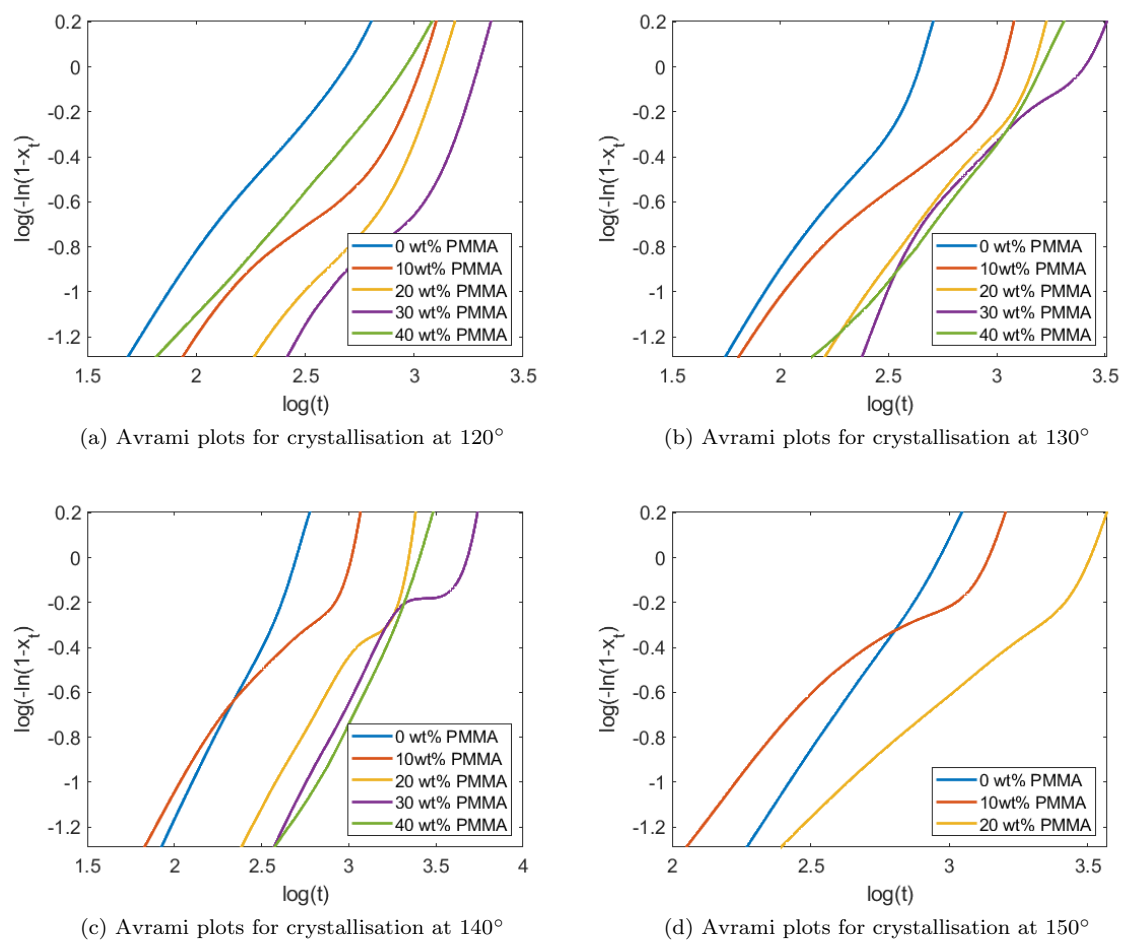 0.2
0
-0.2
-0.4
-0.6
-0.8
-1
-1.2
log(-ln(1-xt)
1.5 2 2.5 3 3.5
log(t)
0 wt% PMMA
10wt% PMMA
20 wt% PMMA
30 wt% PMMA
40 wt% PMMA
(a) Avrami plots for crystallisation at 120°
0.2
0
-0.2
-0.4
-0.6
-0.8
-1
-1.2
log(-ln(1-xt)
1.5 2 2.5 3 3.5
log(t)
0 wt% PMMA
10wt% PMMA
20 wt% PMMA
30 wt% PMMA
40 wt% PMMA
(b) Avrami plots for crystallisation at 130°
0.2
0
-0.2
-0.4
-0.6
-0.8
-1
-1.2
log(-ln(1-xt)
1.5 2 2.5 3 3.5 4
log(t)
0 wt% PMMA
10wt% PMMA
20 wt% PMMA
30 wt% PMMA
40 wt% PMMA
(c) Avrami plots for crystallisation at 140°
0.2
0
-0.2
-0.4
-0.6
-0.8
-1
-1.2
log(-ln(1-xt)
2 2.5 3 3.5
log(t)
0 wt% PMMA
10wt% PMMA
20 wt% PMMA
(d) Avrami plots for crystallisation at 150°